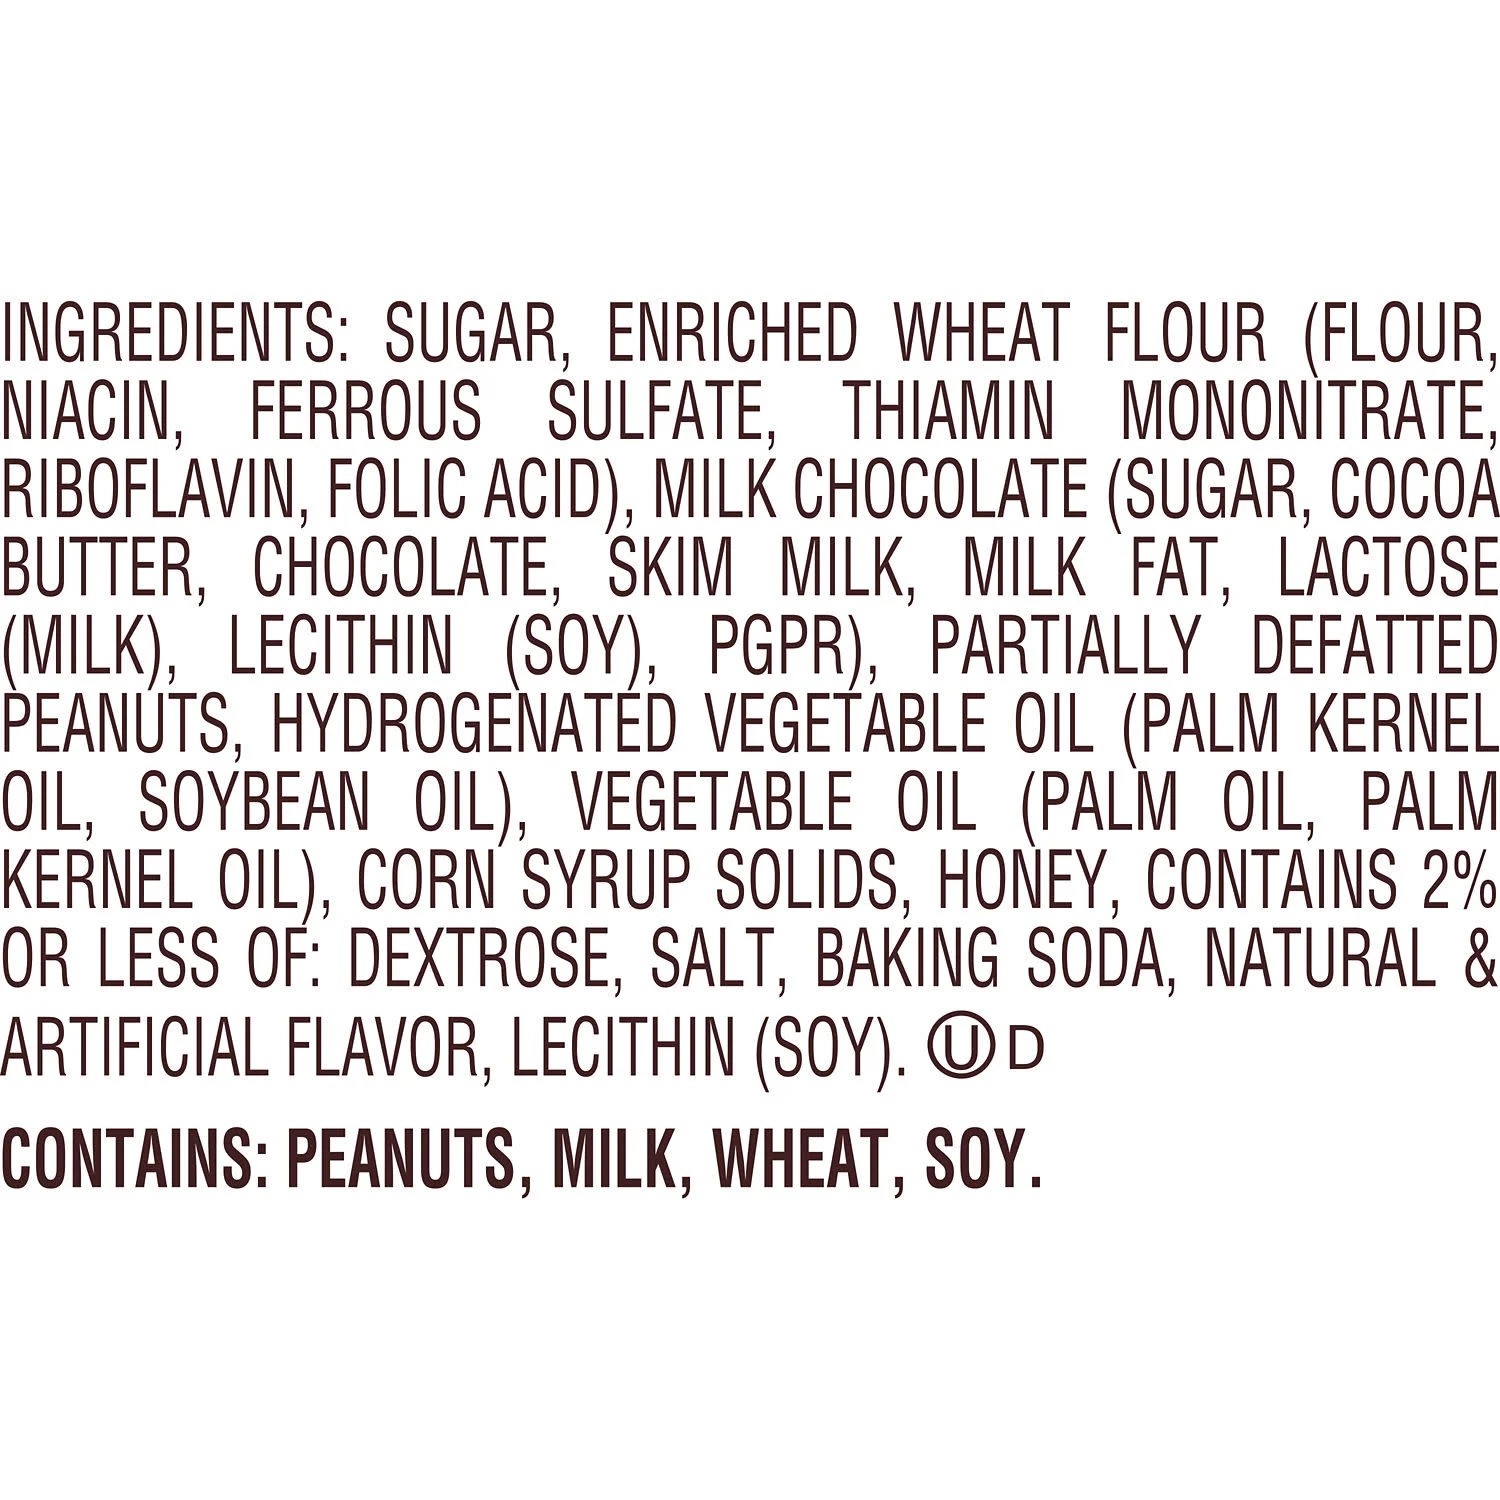 INGREDIENTS: SUGAR, ENRICHED WHEAT FLOUR (FLOUR,
NIACIN, FERROUS SULFATE, THIAMIN MONONITRATE,
RIBOFLAVIN, FOLIC ACID), MILK CHOCOLATE (SUGAR, COCOA
BUTTER, CHOCOLATE, SKIM MILK, MILK FAT, LACTOSE
(MILK), LECITHIN (SOY), PGPR), PARTIALLY DEFATTED
PEANUTS, HYDROGENATED VEGETABLE OIL (PALM KERNEL
OIL, SOYBEAN OIL), VEGETABLE OIL (PALM OIL, PALM
KERNEL OIL), CORN SYRUP SOLIDS, HONEY, CONTAINS 2%
OR LESS OF: DEXTROSE, SALT, BAKING SODA, NATURAL &
ARTIFICIAL FLAVOR, LECITHIN (SOY). Ⓤ D
CONTAINS: PEANUTS, MILK, WHEAT, SOY.